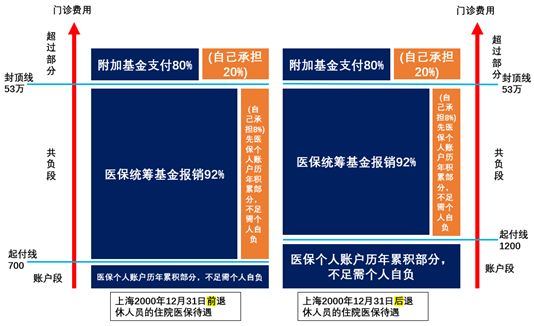 门诊费用
超过部分
封顶线
53万
共负段
起付线
700
账户段
附加基金支付80%
(自己承担
20%)
医保统筹基金报销92%
(自
己承
担8%)
先医保
个人账
户历年
积累部
分，
不足需
个人自
负
医保个人账户历年累积部分，不足需个人自负
上海2000年12月31日前退
休人员的住院医保待遇
门诊费用
超过部分
封顶线
53万
共负段
起付线
1200
账户段
附加基金支付80%
(自己承担
20%)
医保统筹基金报销92%
(自
己承
担8%)
先医保
个人账
户历年
积累部
分，
不足需
个人自
负
医保个人账户历年累积部分，
不足需个人自负
上海2000年12月31日后退
休人员的住院医保待遇